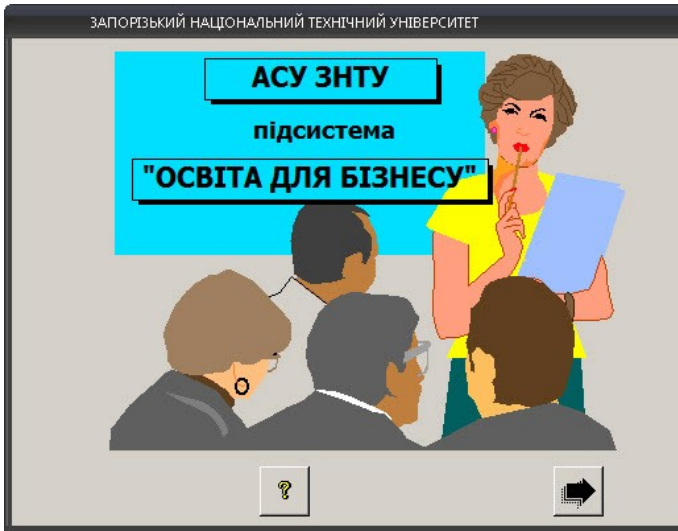 ЗАПОРІЗЬКИЙ НАЦІОНАЛЬНИЙ ТЕХНІЧНИЙ УНІВЕРСИТЕТ
АСУ ЗНТУ
підсистема
"ОСВІТА ДЛЯ БІЗНЕСУ"
?